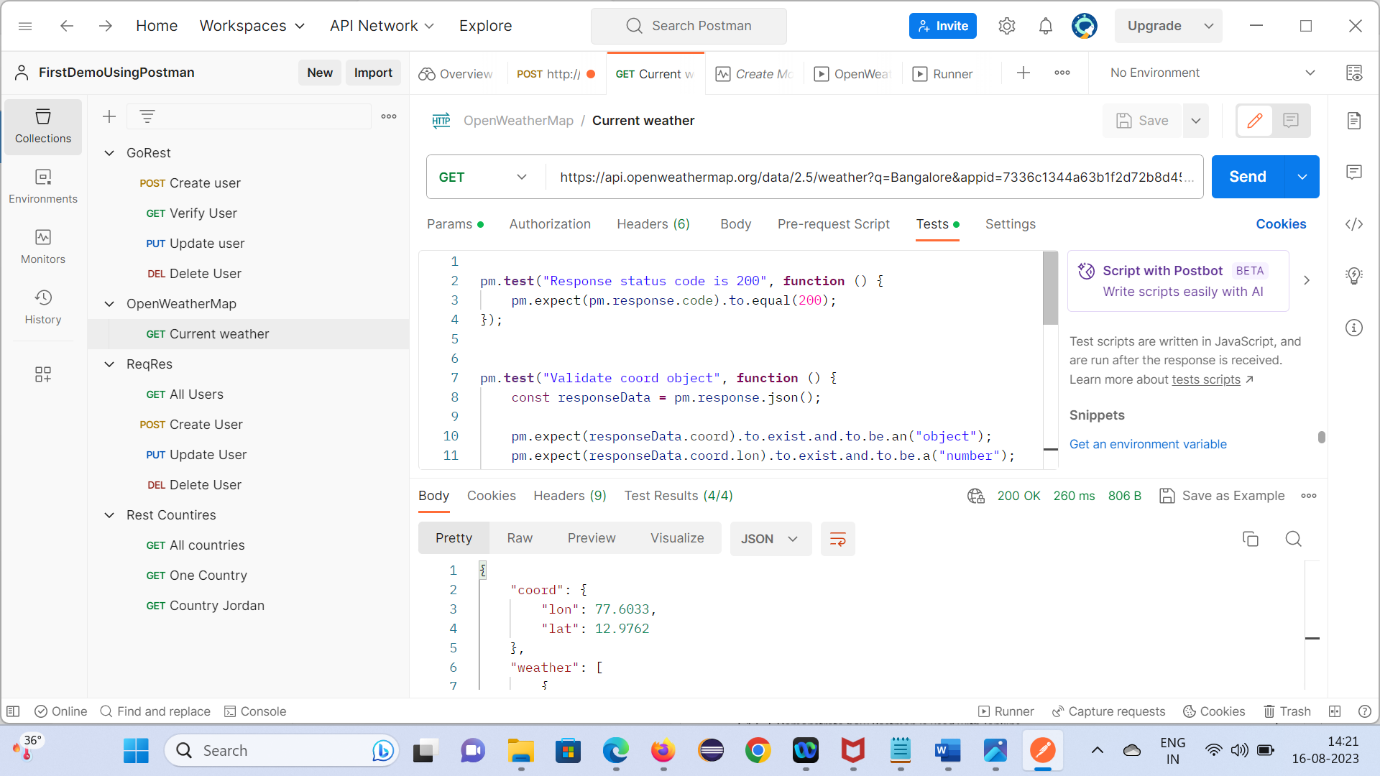 Home Workspaces API Network Explore Search Postman Invite Upgrade
FirstDemoUsingPostman New Import Overview POST http:/ GET Current w Create Mo OpenWeat Runner No Environment
Collections
Environments
Monitors
History
GoRest
POST Create user
GET Verify User
PUT Update user
DEL Delete User
OpenWeatherMap
GET Current weather
ReqRes
GET All Users
POST Create User
PUT Update User
DEL Delete User
Rest Countires
GET All countries
GET One Country
GET Country Jordan
HTTP OpenWeatherMap / Current weather Save
GET https://api.openweathermap.org/data/2.5/weather?q=Bangalore&appid=7336c1344a63b1f2d72b8d45... Send
Params Authorization Headers (6) Body Pre-request Script Tests Settings Cookies
1
2 pm.test("Response status code is 200", function () {
3 pm.expect(pm.response.code).to.equal(200);
4 });
5
6
7 pm.test("Validate coord object", function () {
8 const responseData = pm.response.json();
9
10 pm.expect(responseData.coord).to.exist.and.to.be.an("object");
11 pm.expect(responseData.coord.lon).to.exist.and.to.be.a("number");
Script with Postbot BETA
Write scripts easily with AI
Test scripts are written in JavaScript, and
are run after the response is received.
Learn more about tests scripts
Snippets
Get an environment variable
Body Cookies Headers (9) Test Results (4/4) 200 OK 260 ms 806 B Save as Example
Pretty Raw Preview Visualize JSON
1 {
2 "coord": {
3 "lon": 77.6033,
4 "lat": 12.9762
5 },
6 "weather": [
7 {
Online Find and replace Console Runner Capture requests Cookies Trash
36° Search ENG 14:21
IN 16-08-2023